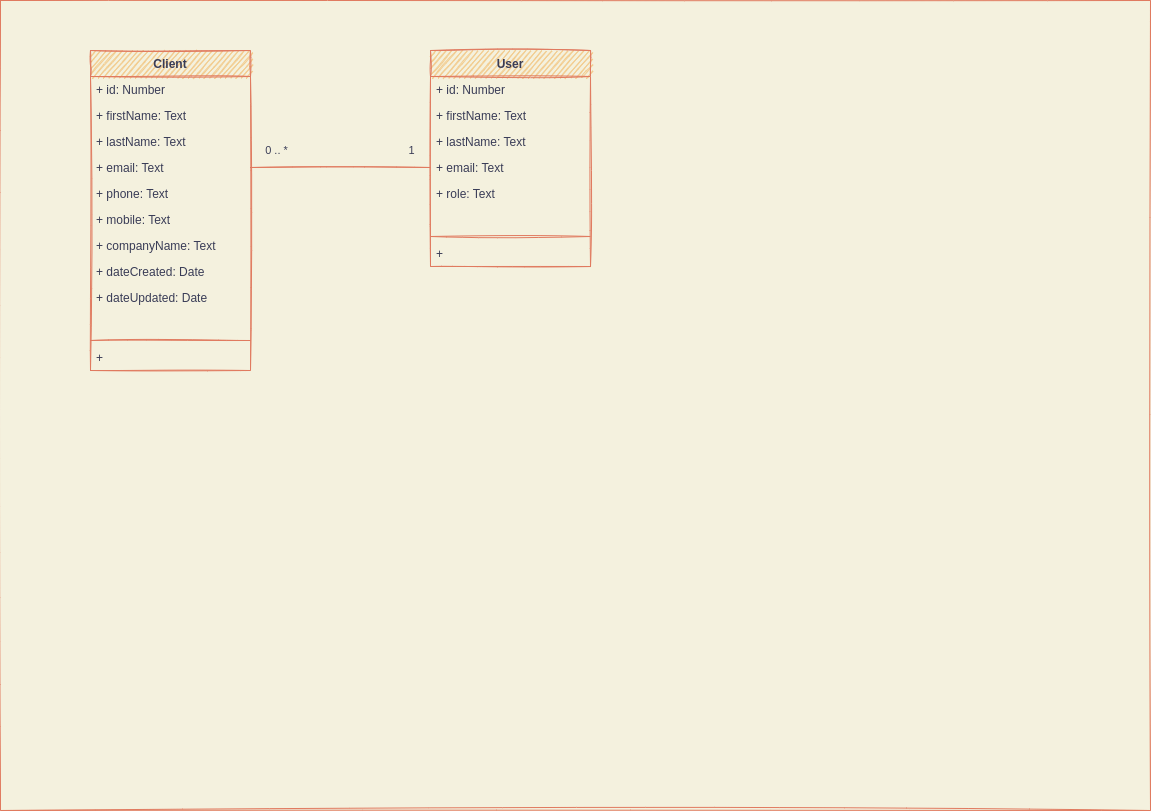 Client
+ id: Number
+ firstName: Text
+ lastName: Text
+ email: Text
+ phone: Text
+ mobile: Text
+ companyName: Text
+ dateCreated: Date
+ dateUpdated: Date
+
0 .. *
1
User
+ id: Number
+ firstName: Text
+ lastName: Text
+ email: Text
+ role: Text
+